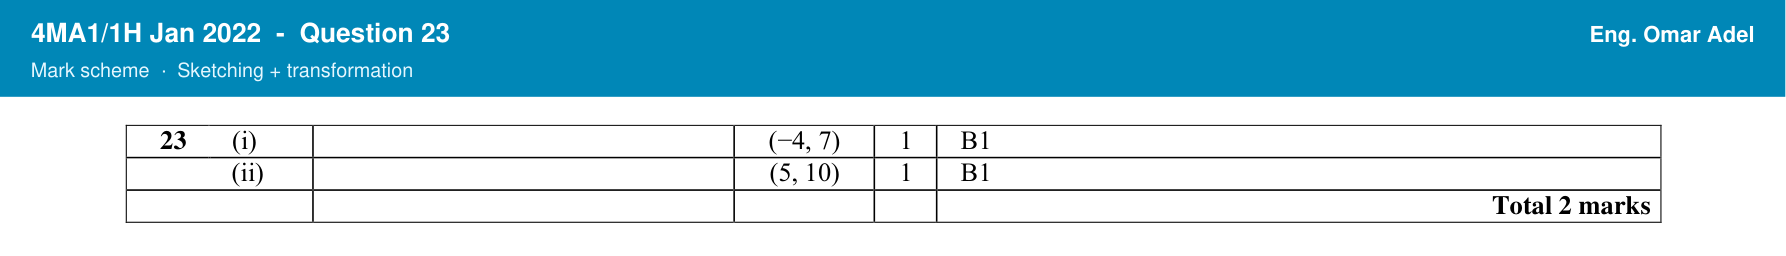 4MA1/1H Jan 2022 - Question 23
Eng. Omar Adel
Mark scheme · Sketching + transformation
23 (i) (−4, 7) 1 B1
(ii) (5, 10) 1 B1
Total 2 marks